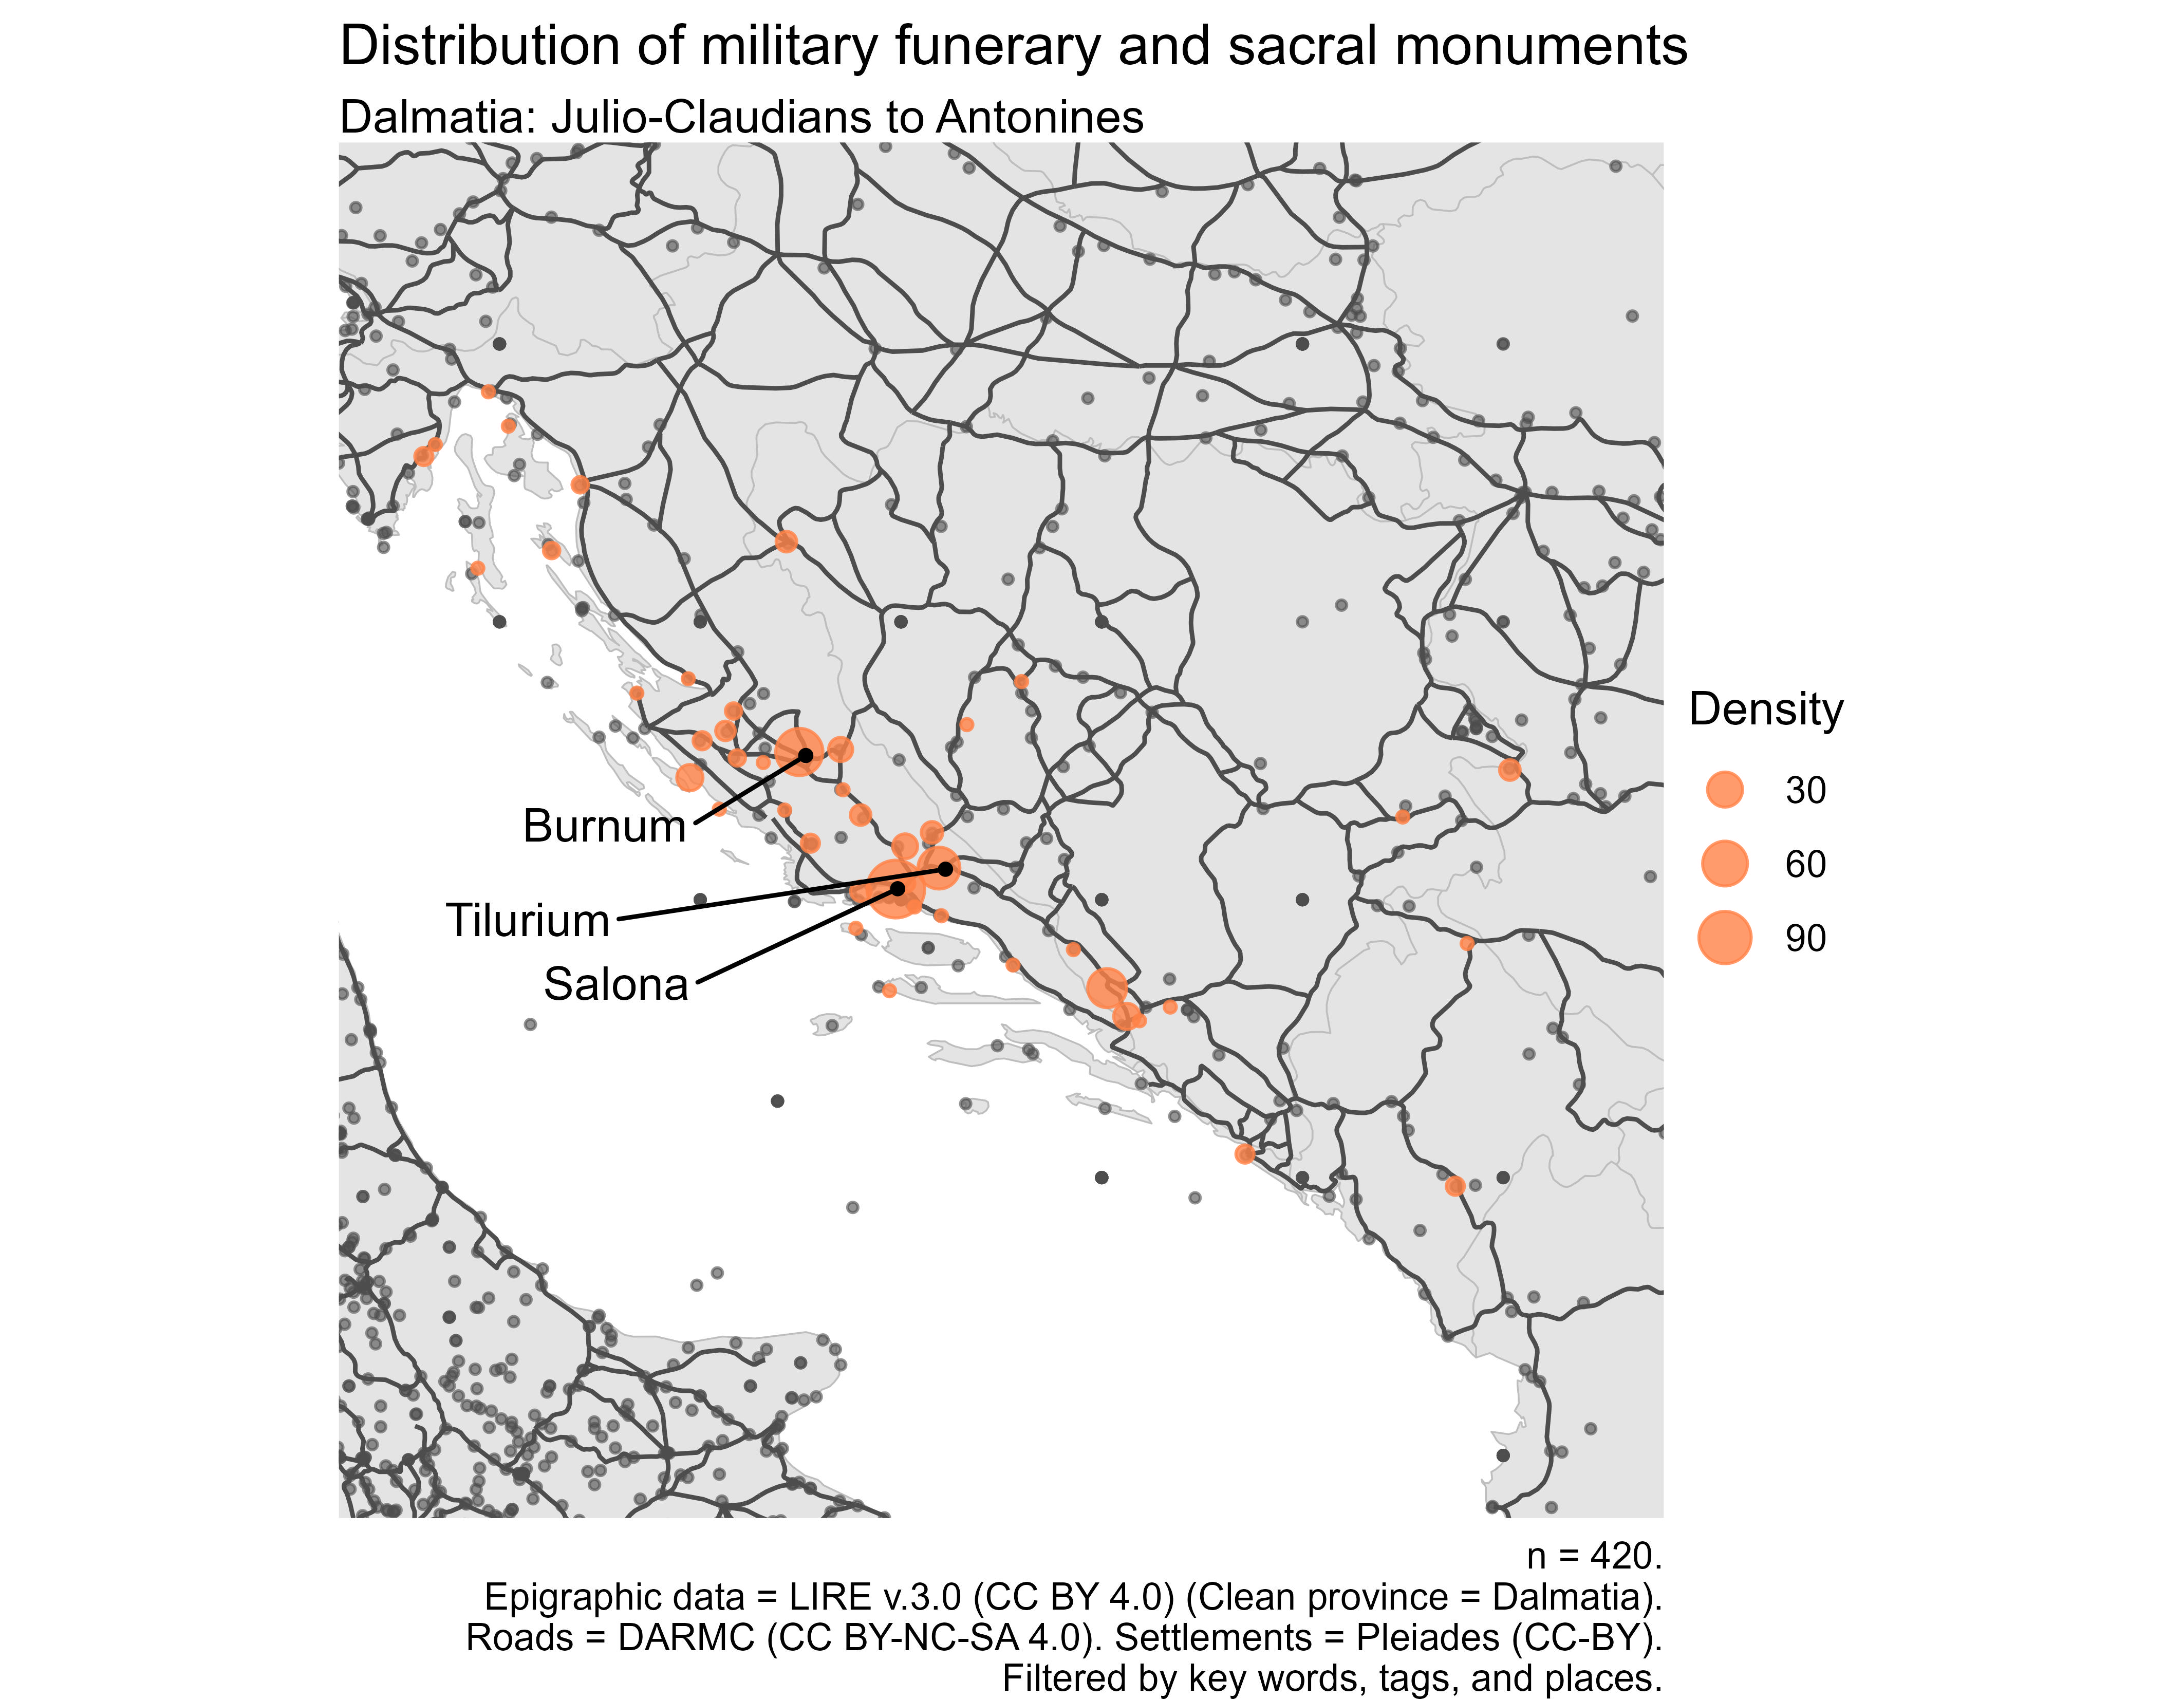 Distribution of military funerary and sacral monuments
Dalmatia: Julio-Claudians to Antonines
Burnum
Tilurium
Salona
Density
30
60
90
n = 420.
Epigraphic data = LIRE v.3.0 (CC BY 4.0) (Clean province = Dalmatia).
Roads = DARMC (CC BY-NC-SA 4.0). Settlements = Pleiades (CC-BY).
Filtered by key words, tags, and places.